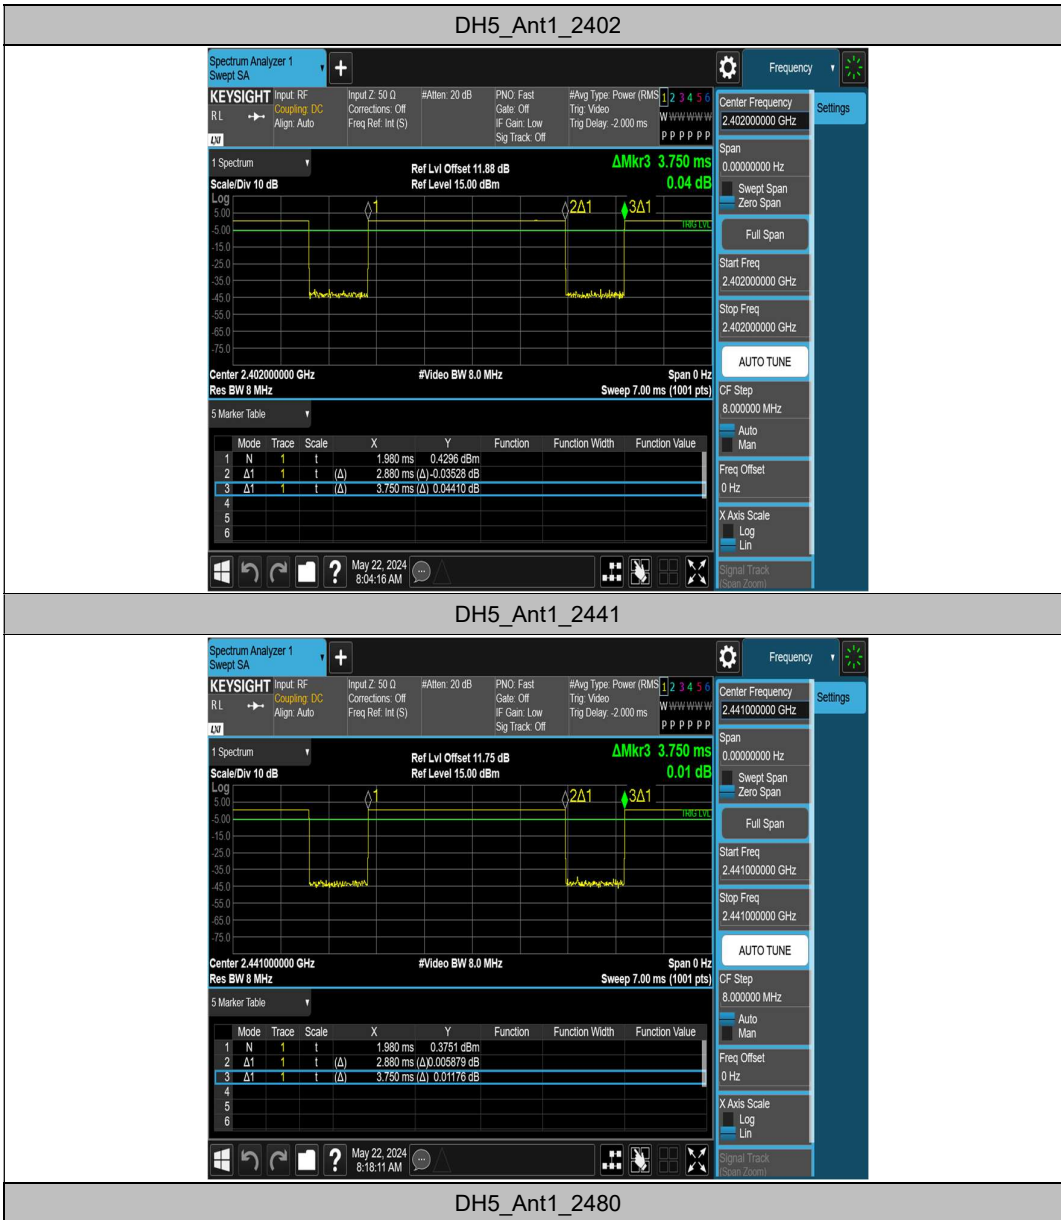 DH5_Ant1_2402
Spectrum Analyzer 1
Swept SA
+
Frequency
KEYSIGHT
RL
LXI
Input: RF
Coupling: DC
Align: Auto
Input Z: 50 Ω
Corrections: Off
Freq Ref: Int (S)
#Atten: 20 dB
PNO: Fast
Gate: Off
IF Gain: Low
Sig Track: Off
#Avg Type: Power (RMS
Trig: Video
Trig Delay: -2.000 ms
1 2 3 4 5 6
W W W W W W
P P P P P P
1 Spectrum
Scale/Div 10 dB
Ref Lvl Offset 11.88 dB
Ref Level 15.00 dBm
ΔMkr3 3.750 ms
0.04 dB
Log
5.00
-5.00
-15.0
-25.0
-35.0
-45.0
-55.0
-65.0
-75.0
1
2Δ1
3Δ1
TRIG LVL
Center 2.402000000 GHz
#Video BW 8.0 MHz
Span 0 Hz
Res BW 8 MHz
Sweep 7.00 ms (1001 pts)
5 Marker Table
Mode Trace Scale X Y Function Function Width Function Value
1 N 1 t 1.980 ms 0.4296 dBm
2 Δ1 1 t (Δ) 2.880 ms (Δ) -0.03528 dB
3 Δ1 1 t (Δ) 3.750 ms (Δ) 0.04410 dB
4
5
6
?
May 22, 2024
8:04:16 AM
Center Frequency
2.402000000 GHz
Settings
Span
0.00000000 Hz
Swept Span
Zero Span
Full Span
Start Freq
2.402000000 GHz
Stop Freq
2.402000000 GHz
AUTO TUNE
CF Step
8.000000 MHz
Auto
Man
Freq Offset
0 Hz
X Axis Scale
Log
Lin
Signal Track
(Span Zoom)
DH5_Ant1_2441
Spectrum Analyzer 1
Swept SA
+
Frequency
KEYSIGHT
RL
LXI
Input: RF
Coupling: DC
Align: Auto
Input Z: 50 Ω
Corrections: Off
Freq Ref: Int (S)
#Atten: 20 dB
PNO: Fast
Gate: Off
IF Gain: Low
Sig Track: Off
#Avg Type: Power (RMS
Trig: Video
Trig Delay: -2.000 ms
1 2 3 4 5 6
W W W W W W
P P P P P P
1 Spectrum
Scale/Div 10 dB
Ref Lvl Offset 11.75 dB
Ref Level 15.00 dBm
ΔMkr3 3.750 ms
0.01 dB
Log
5.00
-5.00
-15.0
-25.0
-35.0
-45.0
-55.0
-65.0
-75.0
1
2Δ1
3Δ1
TRIG LVL
Center 2.441000000 GHz
#Video BW 8.0 MHz
Span 0 Hz
Res BW 8 MHz
Sweep 7.00 ms (1001 pts)
5 Marker Table
Mode Trace Scale X Y Function Function Width Function Value
1 N 1 t 1.980 ms 0.3751 dBm
2 Δ1 1 t (Δ) 2.880 ms (Δ)0.005879 dB
3 Δ1 1 t (Δ) 3.750 ms (Δ) 0.01176 dB
4
5
6
?
May 22, 2024
8:18:11 AM
Center Frequency
2.441000000 GHz
Settings
Span
0.00000000 Hz
Swept Span
Zero Span
Full Span
Start Freq
2.441000000 GHz
Stop Freq
2.441000000 GHz
AUTO TUNE
CF Step
8.000000 MHz
Auto
Man
Freq Offset
0 Hz
X Axis Scale
Log
Lin
Signal Track
(Span Zoom)
DH5_Ant1_2480